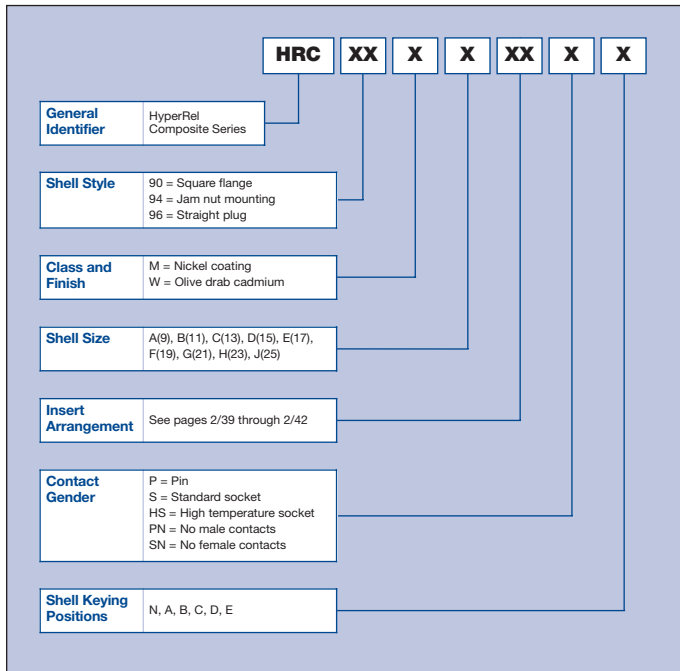 HRC XX X X XX X X
General Identifier
HyperRel
Composite Series
Shell Style
90 = Square flange
94 = Jam nut mounting
96 = Straight plug
Class and Finish
M = Nickel coating
W = Olive drab cadmium
Shell Size
A(9), B(11), C(13), D(15), E(17),
F(19), G(21), H(23), J(25)
Insert Arrangement
See pages 2/39 through 2/42
Contact Gender
P = Pin
S = Standard socket
HS = High temperature socket
PN = No male contacts
SN = No female contacts
Shell Keying Positions
N, A, B, C, D, E